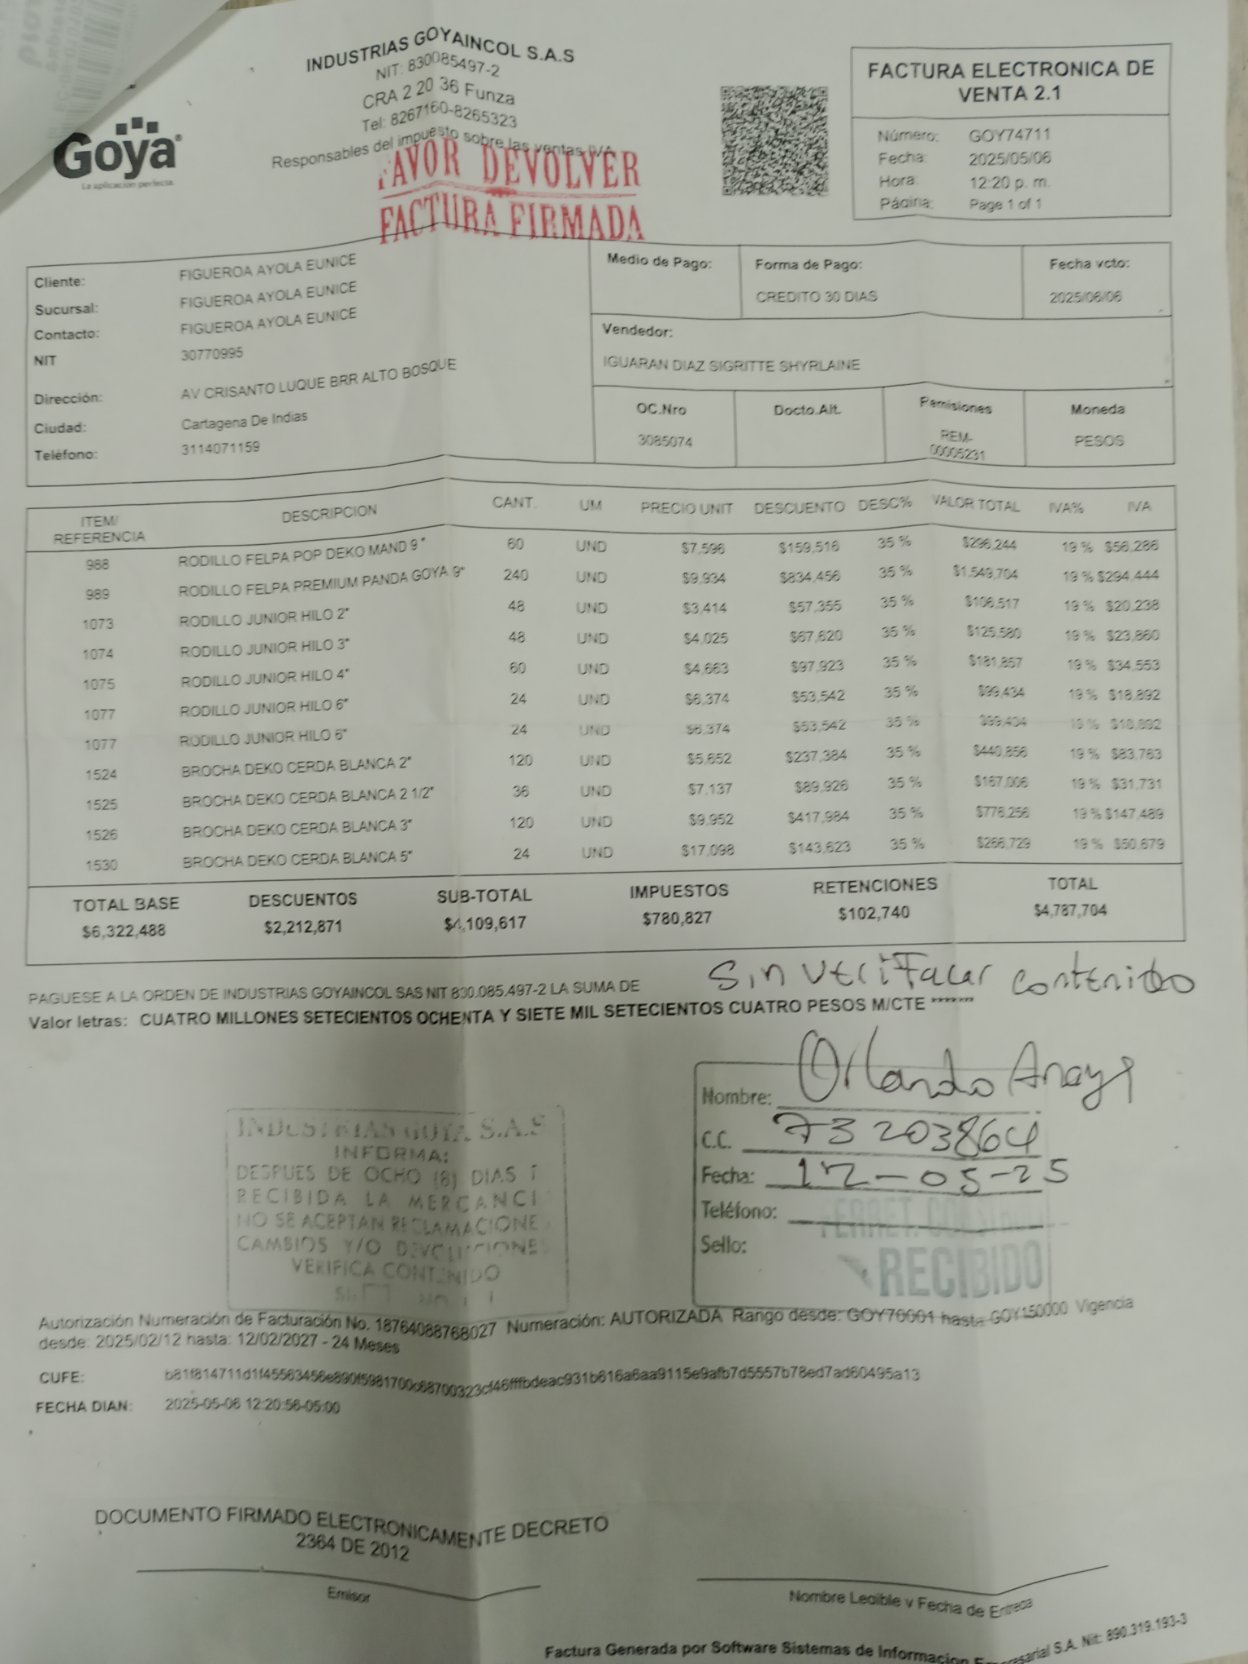 INDUSTRIAS GOYAINCOL S.A.S
NIT: 830085497-2
CRA 2 20 36 Funza
Tel: 8267160-8265323
Responsables del impuesto sobre las ventas IVA
Goya
La aplicación perfecta
FAVOR DEVOLVER
FACTURA FIRMADA
FACTURA ELECTRONICA DE
VENTA 2.1
Número: GOY74711
Fecha: 2025/05/06
Hora: 12:20 p. m.
Página: Page 1 of 1
Cliente: FIGUEROA AYOLA EUNICE
Sucursal: FIGUEROA AYOLA EUNICE
Contacto: FIGUEROA AYOLA EUNICE
NIT 30770995
Dirección: AV CRISANTO LUQUE BRR ALTO BOSQUE
Ciudad: Cartagena De Indias
Teléfono: 3114071159
Medio de Pago: Forma de Pago: Fecha vcto:
CREDITO 30 DIAS 2025/06/06
Vendedor:
IGUARAN DIAZ SIGRITTE SHYRLAINE
OC.Nro Docto.Alt. Remisiones Moneda
3085074 REM-00005231 PESOS
ITEM/REFERENCIA DESCRIPCION CANT. UM PRECIO UNIT DESCUENTO DESC% VALOR TOTAL IVA% IVA
988 RODILLO FELPA POP DEKO MAND 9" 60 UND $7,596 $159,516 35 % $296,244 19 % $56,286
989 RODILLO FELPA PREMIUM PANDA GOYA 9" 240 UND $9,934 $834,456 35 % $1,549,704 19 % $294,444
1073 RODILLO JUNIOR HILO 2" 48 UND $3,414 $57,355 35 % $106,517 19 % $20,238
1074 RODILLO JUNIOR HILO 3" 48 UND $4,025 $67,620 35 % $125,580 19 % $23,860
1075 RODILLO JUNIOR HILO 4" 60 UND $4,663 $97,923 35 % $181,857 19 % $34,553
1077 RODILLO JUNIOR HILO 6" 24 UND $6,374 $53,542 35 % $99,434 19 % $18,892
1077 RODILLO JUNIOR HILO 6" 24 UND $6,374 $53,542 35 % $99,434 19 % $18,892
1524 BROCHA DEKO CERDA BLANCA 2" 120 UND $5,652 $237,384 35 % $440,856 19 % $83,763
1525 BROCHA DEKO CERDA BLANCA 2 1/2" 36 UND $7,137 $89,926 35 % $167,006 19 % $31,731
1526 BROCHA DEKO CERDA BLANCA 3" 120 UND $9,952 $417,984 35 % $776,256 19 % $147,489
1530 BROCHA DEKO CERDA BLANCA 5" 24 UND $17,098 $143,623 35 % $266,729 19 % $50,679
TOTAL BASE DESCUENTOS SUB-TOTAL IMPUESTOS RETENCIONES TOTAL
$6,322,488 $2,212,871 $4,109,617 $780,827 $102,740 $4,787,704
Sin verifacar contenido
PAGUESE A LA ORDEN DE INDUSTRIAS GOYAINCOL SAS NIT 830.085.497-2 LA SUMA DE
Valor letras: CUATRO MILLONES SETECIENTOS OCHENTA Y SIETE MIL SETECIENTOS CUATRO PESOS M/CTE *******
INDUSTRIAS GOYA S.A.S
INFORMA:
DESPUES DE OCHO (8) DIAS
RECIBIDA LA MERCANCI
NO SE ACEPTAN RECLAMACIONE
CAMBIOS Y/O DEVOLUCIONES
VERIFICA CONTENIDO
SI NO
Nombre: Orlando Anaya
C.C. 73203864
Fecha: 12-05-25
Teléfono:
Sello:
FERRET.
RECIBIDO
Autorización Numeración de Facturación No. 18764088768027 Numeración: AUTORIZADA Rango desde: GOY70001 hasta GOY150000 Vigencia
desde: 2025/02/12 hasta: 12/02/2027 - 24 Meses
CUFE: b81f814711d1f45563456e890f5981700c68700323cf46fffbdeac931b616a6aa9115e9afb7d5557b78ed7ad60495a13
FECHA DIAN: 2025-05-06 12:20:56-05:00
DOCUMENTO FIRMADO ELECTRONICAMENTE DECRETO
2364 DE 2012
Emisor
Nombre Legible y Fecha de Entrega
Factura Generada por Software Sistemas de Informacion Empresarial S.A. Nit: 890.319.193-3